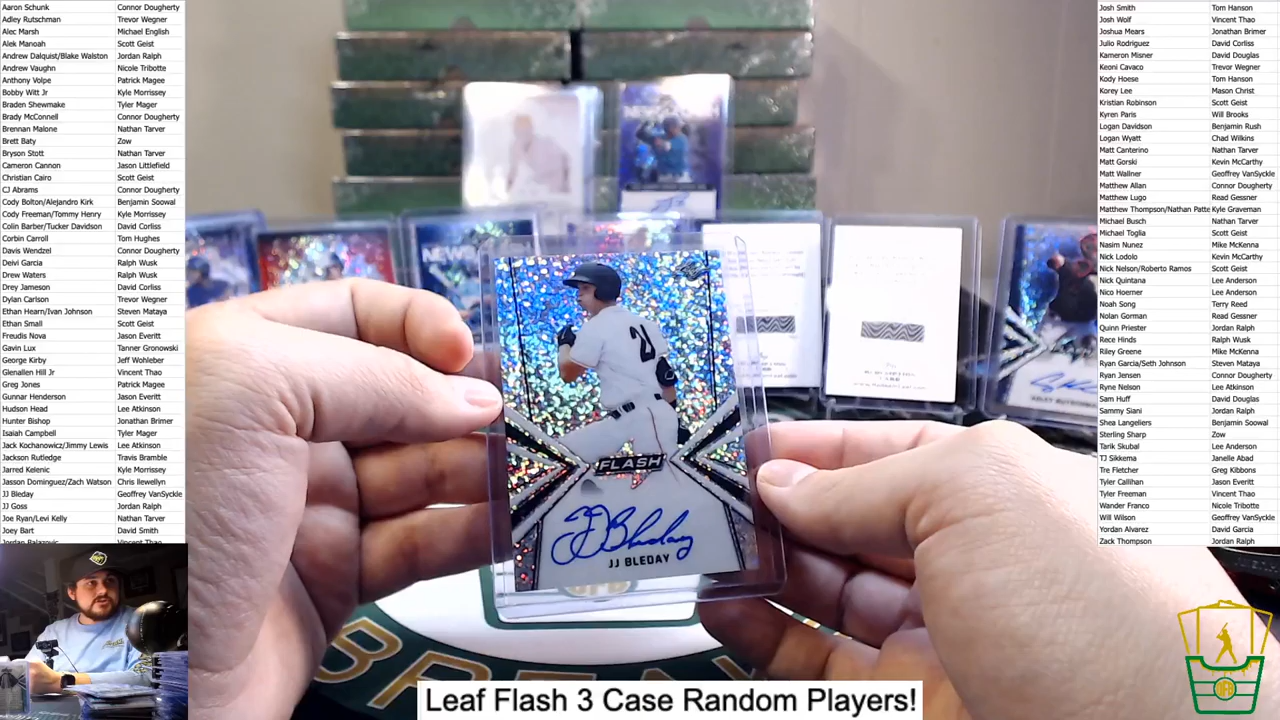 Aaron Schunk Connor Dougherty
Adley Rutschman Trevor Wegner
Alec Marsh Michael English
Alek Manoah Scott Geist
Andrew Dalquist/Blake Walston Jordan Ralph
Andrew Vaughn Nicole Tribotte
Anthony Volpe Patrick Magee
Bobby Witt Jr Kyle Morrissey
Braden Shewmake Tyler Mager
Brady McConnell Connor Dougherty
Brennan Malone Nathan Tarver
Brett Baty Zow
Bryson Stott Nathan Tarver
Cameron Cannon Jason Littlefield
Christian Cairo Scott Geist
CJ Abrams Connor Dougherty
Cody Bolton/Alejandro Kirk Benjamin Soowal
Cody Freeman/Tommy Henry Kyle Morrissey
Colin Barber/Tucker Davidson David Corliss
Corbin Carroll Tom Hughes
Davis Wendzel Connor Dougherty
Deivi Garcia Ralph Wusk
Drew Waters Ralph Wusk
Drey Jameson David Corliss
Dylan Carlson Trevor Wegner
Ethan Hearn/Ivan Johnson Steven Mataya
Ethan Small Scott Geist
Freudis Nova Jason Everitt
Gavin Lux Tanner Gronowski
George Kirby Jeff Wohleber
Glenallen Hill Jr Vincent Thao
Greg Jones Patrick Magee
Gunnar Henderson Jason Everitt
Hudson Head Lee Atkinson
Hunter Bishop Jonathan Brimer
Isaiah Campbell Tyler Mager
Jack Kochanowicz/Jimmy Lewis Lee Atkinson
Jackson Rutledge Travis Bramble
Jarred Kelenic Kyle Morrissey
Jasson Dominguez/Zach Watson Chris llewellyn
JJ Bleday Geoffrey VanSyckle
JJ Goss Jordan Ralph
Joe Ryan/Levi Kelly Nathan Tarver
Joey Bart David Smith
Jordan Balazovic Vincent Thao
Josh Smith Tom Hanson
Josh Wolf Vincent Thao
Joshua Mears Jonathan Brimer
Julio Rodriguez David Corliss
Kameron Misner David Douglas
Keoni Cavaco Trevor Wegner
Kody Hoese Tom Hanson
Korey Lee Mason Christ
Kristian Robinson Scott Geist
Kyren Paris Will Brooks
Logan Davidson Benjamin Rush
Logan Wyatt Chad Wilkins
Matt Canterino Nathan Tarver
Matt Gorski Kevin McCarthy
Matt Wallner Geoffrey VanSyckle
Matthew Allan Connor Dougherty
Matthew Lugo Read Gessner
Matthew Thompson/Nathan Patte Kyle Graveman
Michael Busch Nathan Tarver
Michael Toglia Scott Geist
Nasim Nunez Mike McKenna
Nick Lodolo Kevin McCarthy
Nick Nelson/Roberto Ramos Scott Geist
Nick Quintana Lee Anderson
Nico Hoerner Lee Anderson
Noah Song Terry Reed
Nolan Gorman Read Gessner
Quinn Priester Jordan Ralph
Rece Hinds Ralph Wusk
Riley Greene Mike McKenna
Ryan Garcia/Seth Johnson Steven Mataya
Ryan Jensen Connor Dougherty
Ryne Nelson Lee Atkinson
Sam Huff David Douglas
Sammy Siani Jordan Ralph
Shea Langeliers Benjamin Soowal
Sterling Sharp Zow
Tarik Skubal Lee Anderson
TJ Sikkema Janelle Abad
Tre Fletcher Greg Kibbons
Tyler Callihan Jason Everitt
Tyler Freeman Vincent Thao
Wander Franco Nicole Tribotte
Will Wilson Geoffrey VanSyckle
Yordan Alvarez David Garcia
Zack Thompson Jordan Ralph
21
FLASH
JJ Bleday
JJ BLEDAY
Leaf Flash 3 Case Random Players!